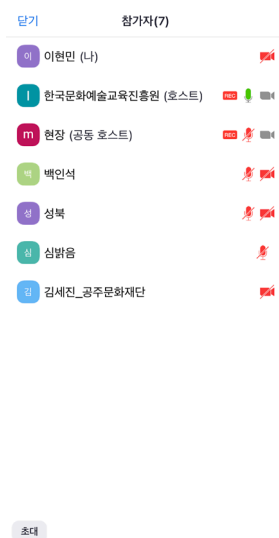 닫기 참가자(7)
이 이현민 (나)
I 한국문화예술교육진흥원 (호스트) REC
m 현장 (공동 호스트) REC
백 백인석
성 성북
심 심밝음
김 김세진_공주문화재단
초대